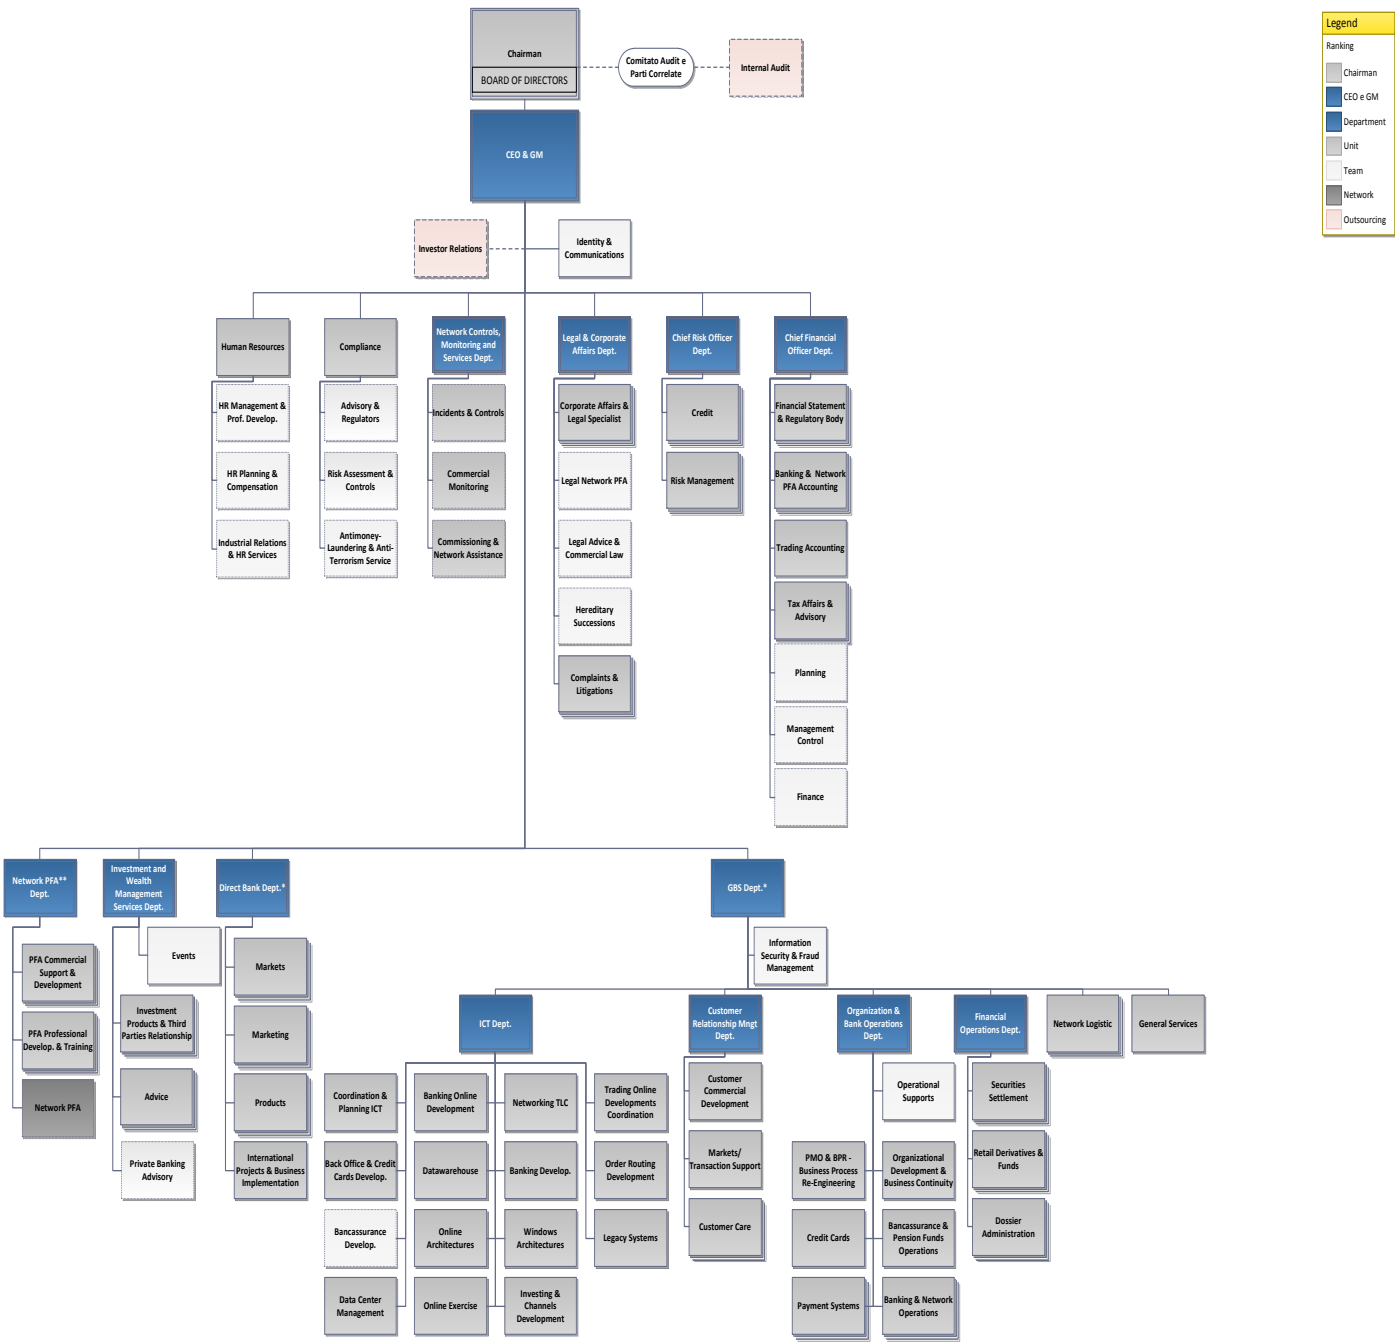 Chairman
BOARD OF DIRECTORS
Comitato Audit e
Parti Correlate
Internal Audit
Legend
Ranking
Chairman
CEO e GM
Department
Unit
Team
Network
Outsourcing
CEO & GM
Investor Relations
Identity &
Communications
Human Resources
Compliance
Network Controls,
Monitoring and
Services Dept.
Legal & Corporate
Affairs Dept.
Chief Risk Officer
Dept.
Chief Financial
Officer Dept.
HR Management &
Prof. Develop.
Advisory &
Regulators
Incidents & Controls
Corporate Affairs &
Legal Specialist
Credit
Financial Statement
& Regulatory Body
HR Planning &
Compensation
Risk Assessment &
Controls
Commercial
Monitoring
Legal Network PFA
Risk Management
Banking & Network
PFA Accounting
Industrial Relations
& HR Services
Antimoney-
Laundering & Anti-
Terrorism Service
Commissioning &
Network Assistance
Legal Advice &
Commercial Law
Trading Accounting
Hereditary
Successions
Tax Affairs &
Advisory
Complaints &
Litigations
Planning
Management
Control
Finance
Network PFA**
Dept.
Investment and
Wealth
Management
Services Dept.
Direct Bank Dept.*
GBS Dept.*
Events
Information
Security & Fraud
Management
PFA Commercial
Support &
Development
Investment
Products & Third
Parties Relationship
Markets
PFA Professional
Develop. & Training
Advice
Marketing
Network PFA
Private Banking
Advisory
Products
International
Projects & Business
Implementation
ICT Dept.
Customer
Relationship Mngt
Dept.
Organization &
Bank Operations
Dept.
Financial
Operations Dept.
Network Logistic
General Services
Coordination &
Planning ICT
Banking Online
Development
Networking TLC
Trading Online
Developments
Coordination
Customer
Commercial
Development
Operational
Supports
Securities
Settlement
Back Office & Credit
Cards Develop.
Datawarehouse
Banking Develop.
Order Routing
Development
Markets/
Transaction Support
PMO & BPR -
Business Process
Re-Engineering
Organizational
Development &
Business Continuity
Retail Derivatives &
Funds
Bancassurance
Develop.
Online
Architectures
Windows
Architectures
Legacy Systems
Customer Care
Credit Cards
Bancassurance &
Pension Funds
Operations
Dossier
Administration
Data Center
Management
Online Exercise
Investing &
Channels
Development
Payment Systems
Banking & Network
Operations